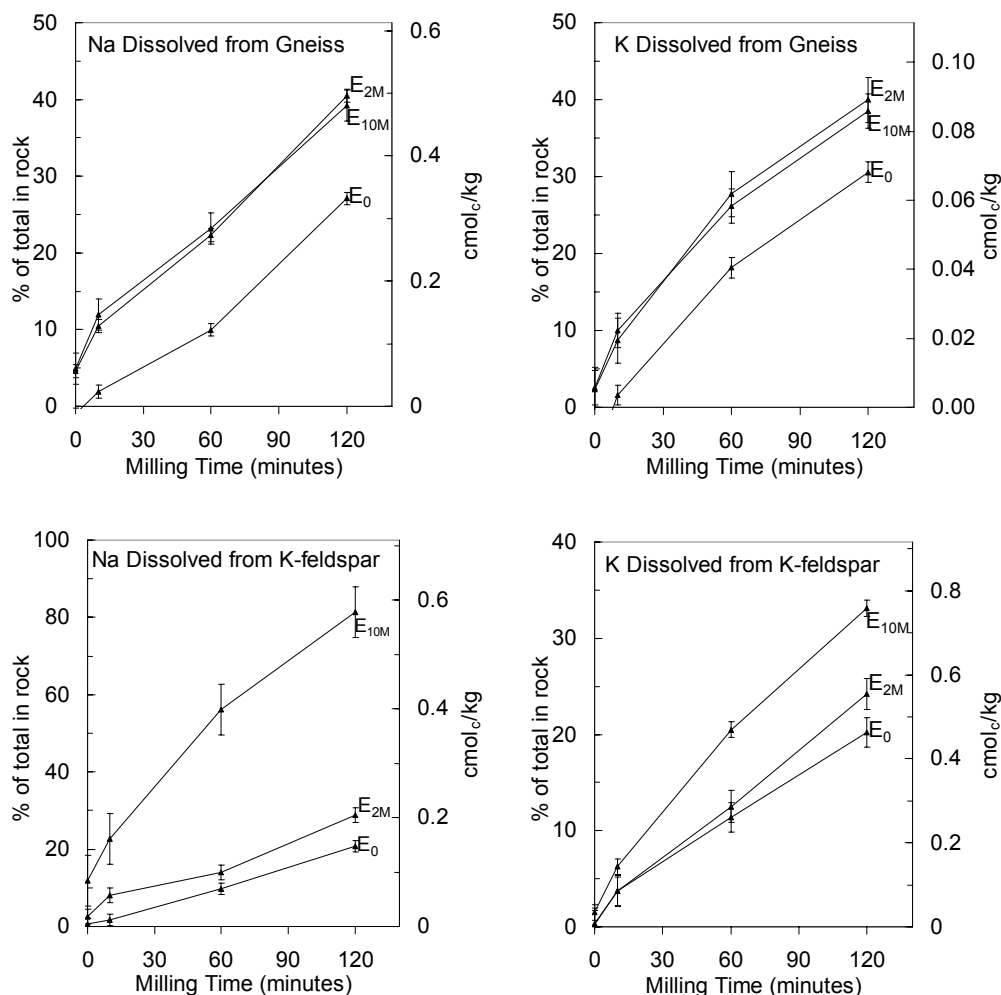 Na Dissolved from Gneiss
% of total in rock
50
40
30
20
10
0
0.6
0.4
0.2
0
cmolc/kg
E2M
E10M
E0
0 30 60 90 120
Milling Time (minutes)
K Dissolved from Gneiss
% of total in rock
50
40
30
20
10
0
0.10
0.08
0.06
0.04
0.02
0.00
cmolc/kg
E2M
E10M
E0
0 30 60 90 120
Milling Time (minutes)
Na Dissolved from K-feldspar
% of total in rock
100
80
60
40
20
0
0.6
0.4
0.2
0
cmolc/kg
E10M
E2M
E0
0 30 60 90 120
Milling Time (minutes)
K Dissolved from K-feldspar
% of total in rock
40
30
20
10
0
0.8
0.6
0.4
0.2
0
cmolc/kg
E10M
E2M
E0
0 30 60 90 120
Milling Time (minutes)